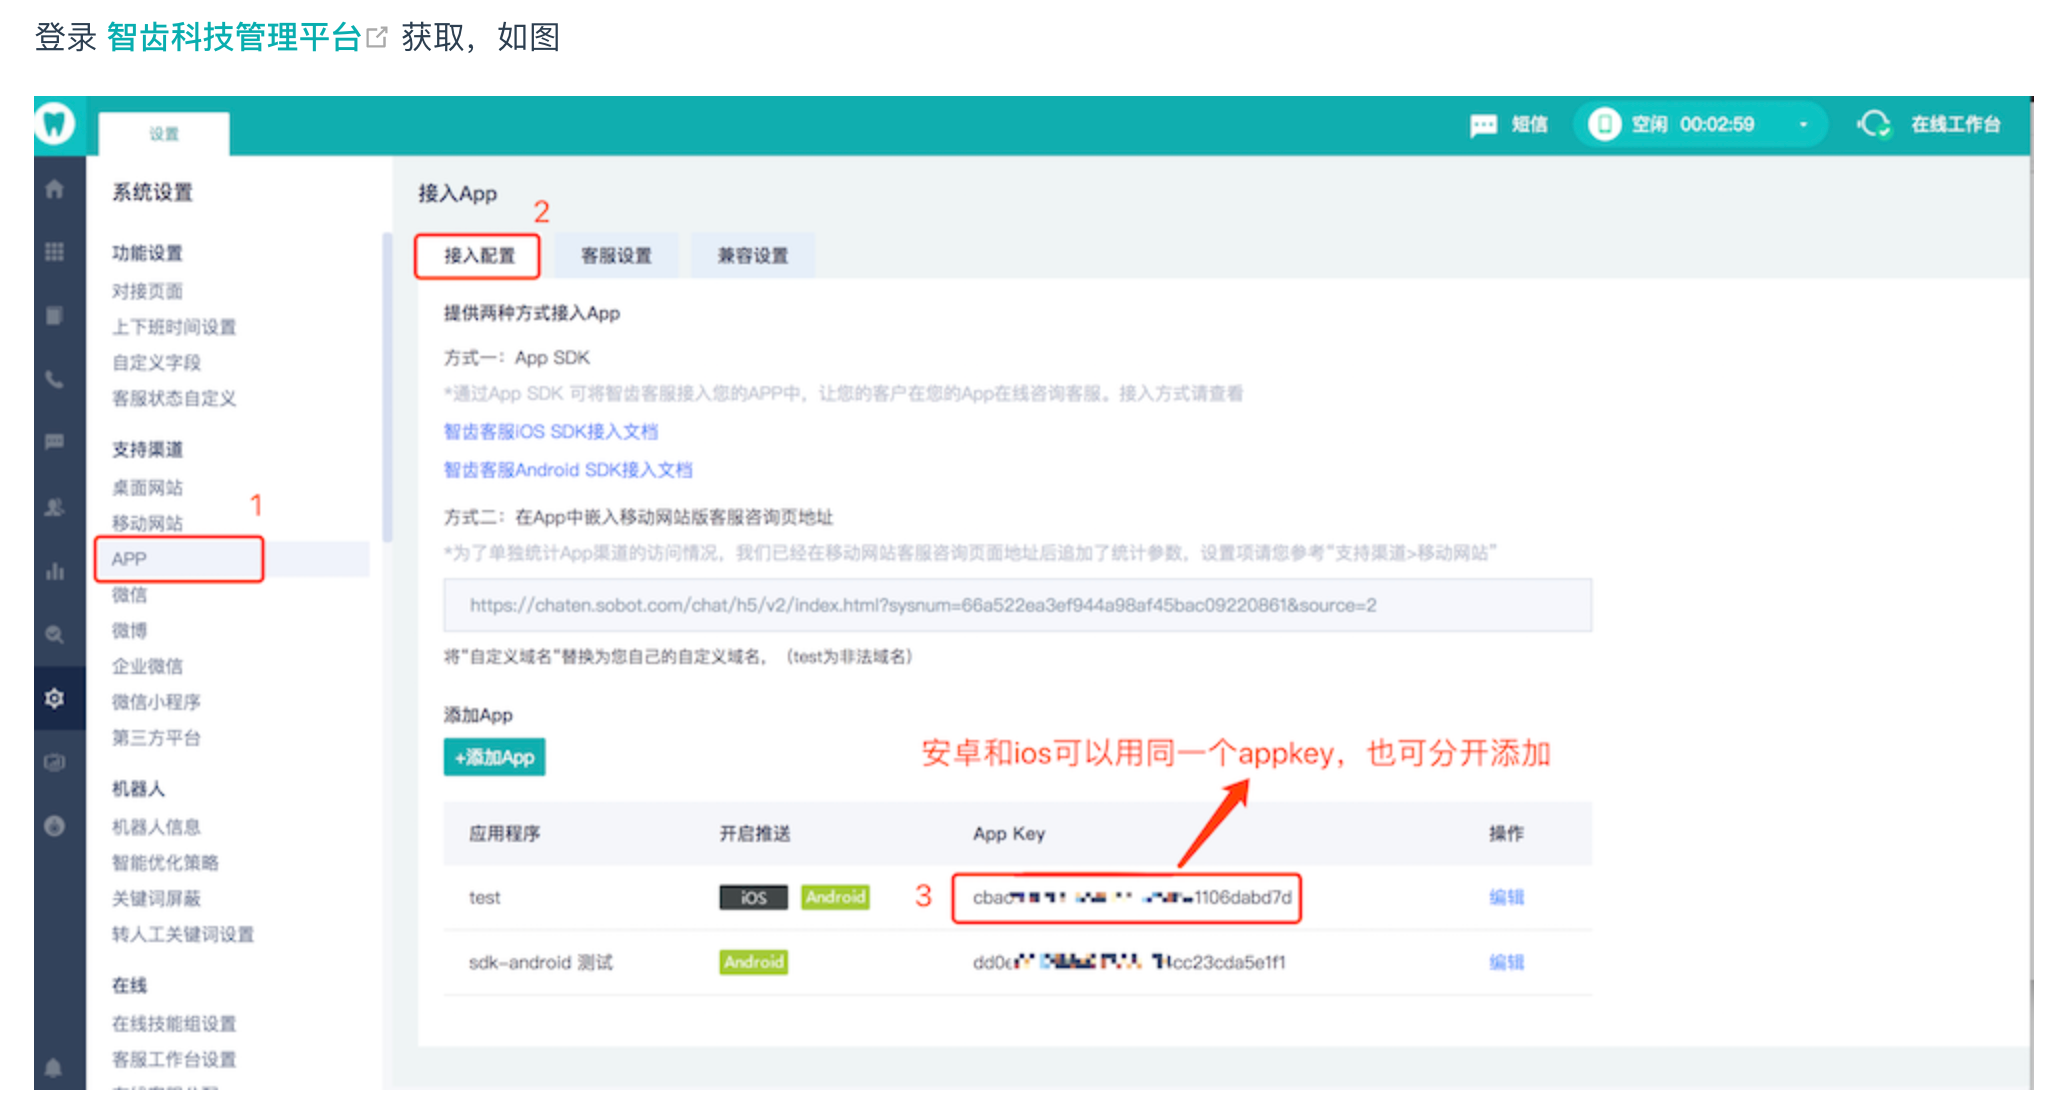 登录 智齿科技管理平台 获取，如图
设置
短信
空闲 00:02:59
在线工作台
系统设置
功能设置
对接页面
上下班时间设置
自定义字段
客服状态自定义
支持渠道
桌面网站
1
移动网站
APP
微信
微博
企业微信
微信小程序
第三方平台
机器人
机器人信息
智能优化策略
关键词屏蔽
转人工关键词设置
在线
在线技能组设置
客服工作台设置
接入App
2
接入配置
客服设置
兼容设置
提供两种方式接入App
方式一：App SDK
*通过App SDK 可将智齿客服接入您的APP中，让您的客户在您的App在线咨询客服。接入方式请查看
智齿客服iOS SDK接入文档
智齿客服Android SDK接入文档
方式二：在App中嵌入移动网站版客服咨询页地址
*为了单独统计App渠道的访问情况，我们已经在移动网站客服咨询页面地址后追加了统计参数，设置项请您参考"支持渠道>移动网站"
https://chaten.sobot.com/chat/h5/v2/index.html?sysnum=66a522ea3ef944a98af45bac09220861&source=2
将"自定义域名"替换为您自己的自定义域名，（test为非法域名）
添加App
+添加App
安卓和ios可以用同一个appkey，也可分开添加
应用程序 开启推送 App Key 操作
test iOS Android 3 cbac 1106dabd7d 编辑
sdk-android 测试 Android dd0 cc23cda5e1f1 编辑